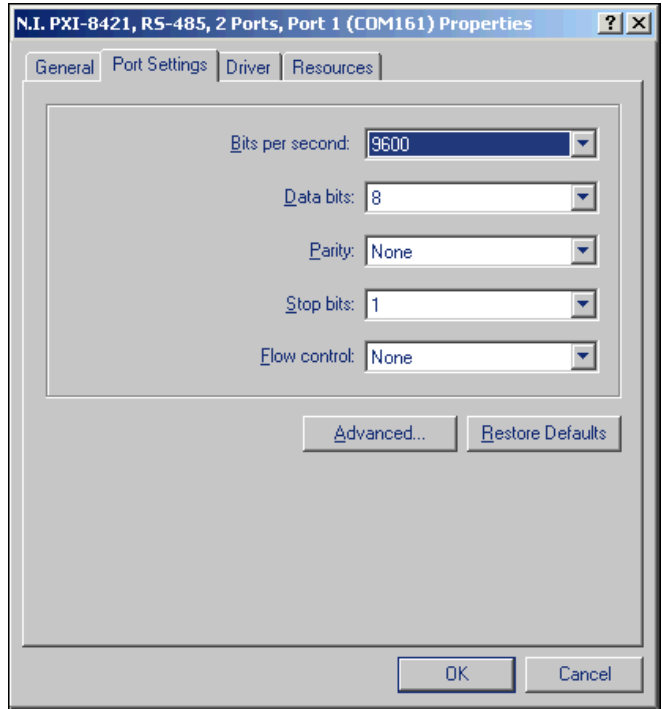 N.I. PXI-8421, RS-485, 2 Ports, Port 1 (COM161) Properties
General Port Settings Driver Resources
Bits per second: 9600
Data bits: 8
Parity: None
Stop bits: 1
Flow control: None
Advanced... Restore Defaults
OK Cancel